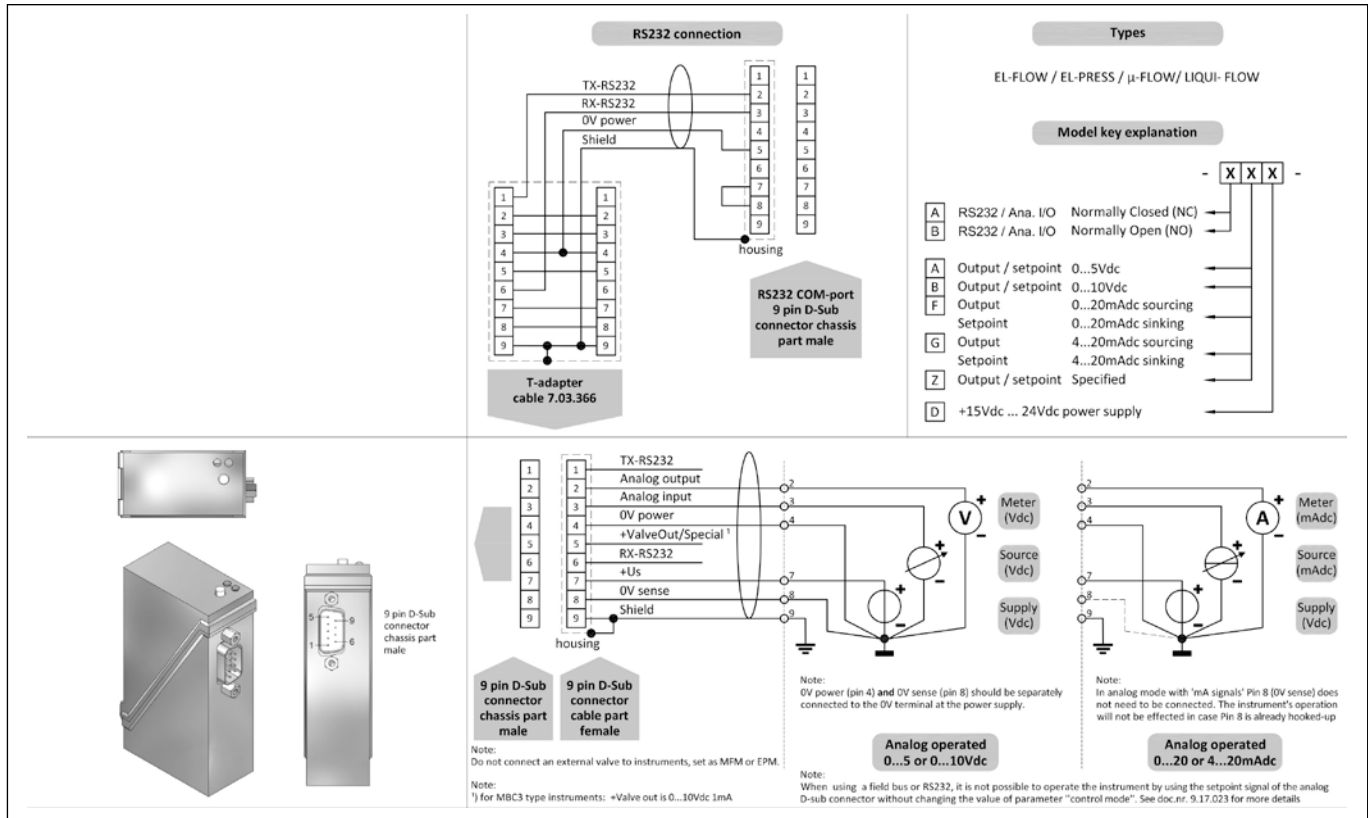 RS232 connection
TX-RS232
RX-RS232
0V power
Shield
1
2
3
4
5
6
7
8
9
1
2
3
4
5
6
7
8
9
housing
1
2
3
4
5
6
7
8
9
1
2
3
4
5
6
7
8
9
RS232 COM-port
9 pin D-Sub
connector chassis
part male
T-adapter
cable 7.03.366
Types
EL-FLOW / EL-PRESS / µ-FLOW/ LIQUI- FLOW
Model key explanation
- X X X -
A RS232 / Ana. I/O Normally Closed (NC)
B RS232 / Ana. I/O Normally Open (NO)
A Output / setpoint 0...5Vdc
B Output / setpoint 0...10Vdc
F Output 0...20mAdc sourcing
Setpoint 0...20mAdc sinking
G Output 4...20mAdc sourcing
Setpoint 4...20mAdc sinking
Z Output / setpoint Specified
D +15Vdc ... 24Vdc power supply
5
9
1
6
9 pin D-Sub
connector
chassis part
male
1
2
3
4
5
6
7
8
9
1
2
3
4
5
6
7
8
9
TX-RS232
Analog output
Analog input
0V power
+ValveOut/Special ¹
RX-RS232
+Us
0V sense
Shield
housing
9 pin D-Sub
connector
chassis part
male
9 pin D-Sub
connector
cable part
female
Note:
Do not connect an external valve to instruments, set as MFM or EPM.
Note:
¹) for MBC3 type instruments: +Valve out is 0...10Vdc 1mA
2
3
4
7
8
9
V
+
-
+
-
+
-
Meter
(Vdc)
Source
(Vdc)
Supply
(Vdc)
Note:
0V power (pin 4) and 0V sense (pin 8) should be separately
connected to the 0V terminal at the power supply.
Analog operated
0...5 or 0...10Vdc
2
3
4
7
8
9
A
+
-
+
-
+
-
Meter
(mAdc)
Source
(mAdc)
Supply
(Vdc)
Note:
In analog mode with 'mA signals' Pin 8 (0V sense) does
not need to be connected. The instrument's operation
will not be effected in case Pin 8 is already hooked-up
Analog operated
0...20 or 4...20mAdc
Note:
When using a field bus or RS232, it is not possible to operate the instrument by using the setpoint signal of the analog
D-sub connector without changing the value of parameter "control mode". See doc.nr. 9.17.023 for more details